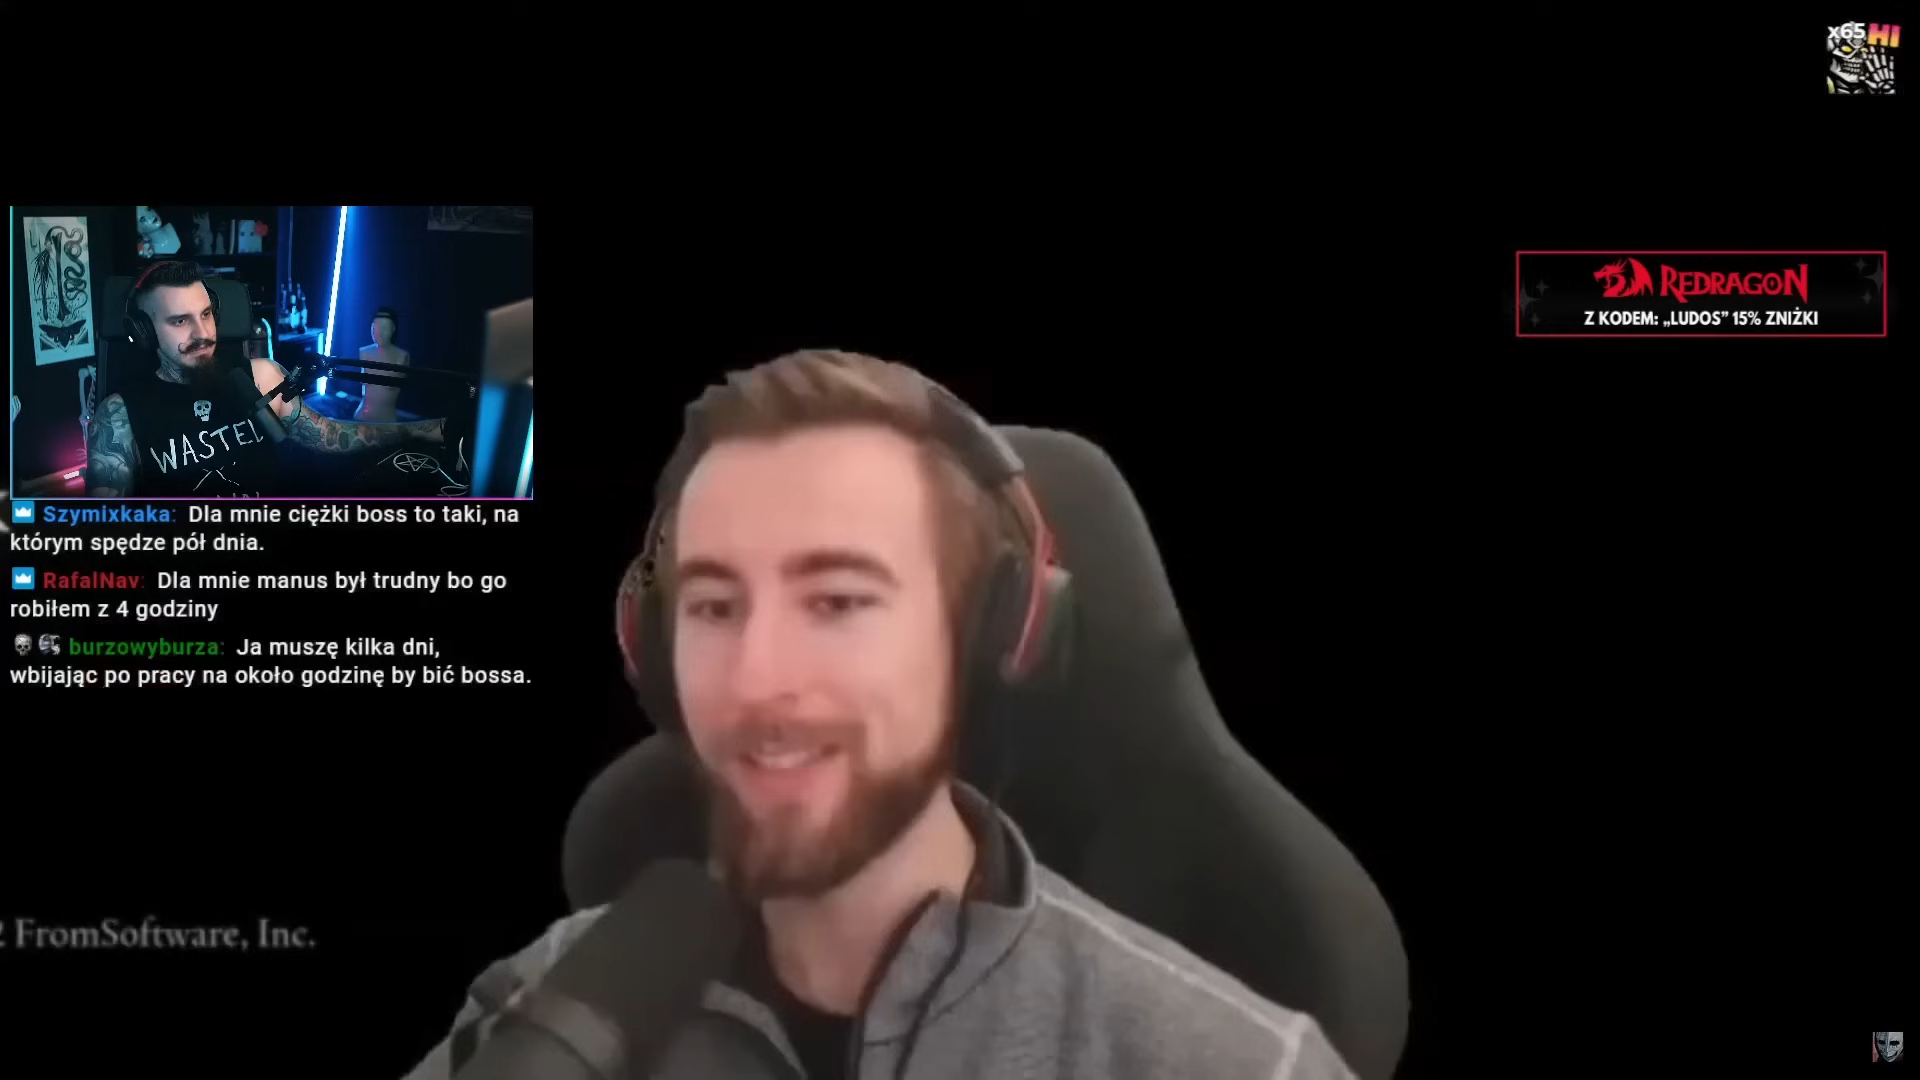 x65 HI
REDRAGON
Z KODEM: „LUDOS” 15% ZNIŻKI
WASTED
Szymixkaka: Dla mnie ciężki boss to taki, na
którym spędze pół dnia.
RafalNav: Dla mnie manus był trudny bo go
robiłem z 4 godziny
burzowyburza: Ja muszę kilka dni,
wbijając po pracy na około godzinę by bić bossa.
2 FromSoftware, Inc.